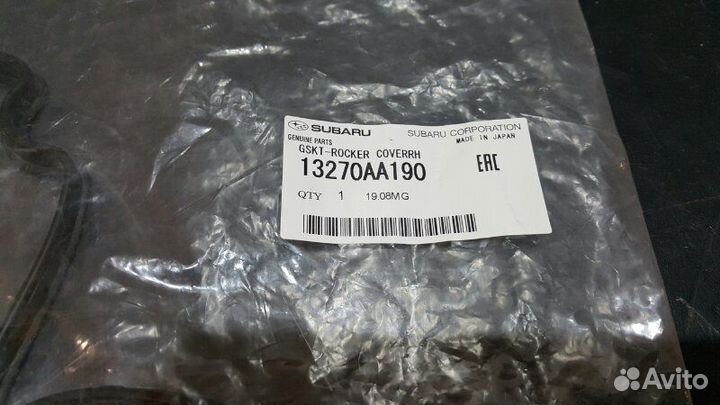 SUBARU SUBARU CORPORATION
GENUINE PARTS MADE IN JAPAN
GSKT-ROCKER COVERRH
13270AA190 EAC
QTY 1 19.08MG
Avito